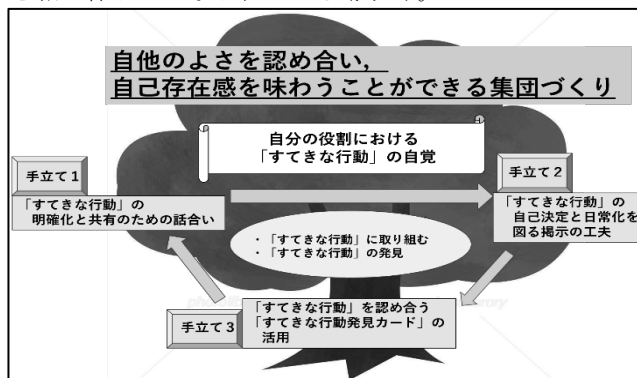 自他のよさを認め合い，
自己存在感を味わうことができる集団づくり
自分の役割における
「すてきな行動」の自覚
手立て１
「すてきな行動」の
明確化と共有のための話合い
手立て２
「すてきな行動」の
自己決定と日常化を
図る掲示の工夫
・「すてきな行動」に取り組む
・「すてきな行動」の発見
手立て３
「すてきな行動」を認め合う
「すてきな行動発見カード」の
活用